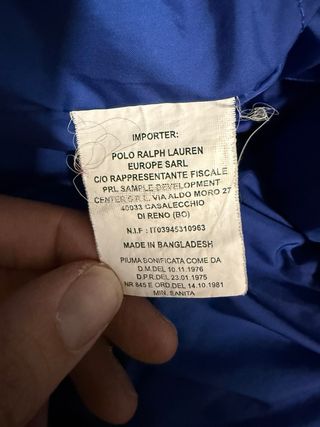 IMPORTER:
POLO RALPH LAUREN
EUROPE SARL
C/O RAPPRESENTANTE FISCALE
PRL SAMPLE DEVELOPMENT
CENTER S.R.L. VIA ALDO MORO 27
40033 CASALECCHIO
DI RENO (BO)
N.I.F : IT03945310963
MADE IN BANGLADESH
PIUMA SONIFICATA COME DA
D.M.DEL 10.11.1976
D.P.R.DEL 23.01.1975
NR 845 E ORD.DEL 14.10.1981
MIN. SANITA